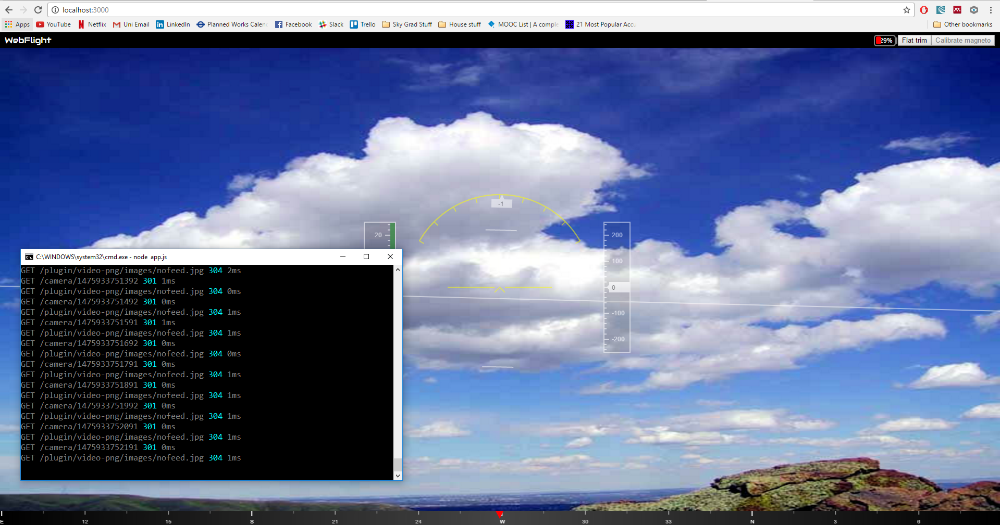 localhost:3000
Apps YouTube Netflix Uni Email LinkedIn Planned Works Calenc Facebook Slack Trello Sky Grad Stuff House stuff MOOC List | A comple 21 Most Popular Accu Other bookmarks
WebFlight 29% Flat trim Calibrate magneto
-1
20
200
100
0
-100
-200
C:\WINDOWS\system32\cmd.exe - node app.js
GET /plugin/video-png/images/nofeed.jpg 304 2ms
GET /camera/1475933751392 301 1ms
GET /plugin/video-png/images/nofeed.jpg 304 0ms
GET /camera/1475933751492 301 0ms
GET /plugin/video-png/images/nofeed.jpg 304 1ms
GET /camera/1475933751591 301 1ms
GET /plugin/video-png/images/nofeed.jpg 304 1ms
GET /camera/1475933751692 301 0ms
GET /plugin/video-png/images/nofeed.jpg 304 0ms
GET /camera/1475933751791 301 0ms
GET /plugin/video-png/images/nofeed.jpg 304 1ms
GET /camera/1475933751891 301 0ms
GET /plugin/video-png/images/nofeed.jpg 304 1ms
GET /camera/1475933751992 301 0ms
GET /plugin/video-png/images/nofeed.jpg 304 1ms
GET /camera/1475933752091 301 0ms
GET /plugin/video-png/images/nofeed.jpg 304 1ms
GET /camera/1475933752191 301 0ms
GET /plugin/video-png/images/nofeed.jpg 304 1ms
E 12 15 S 21 24 W 30 33 N 3 6